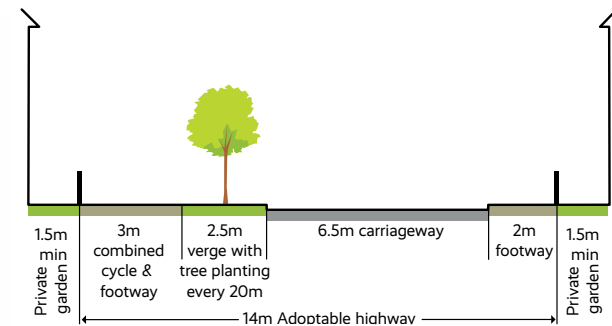 1.5m
min
Private
garden
3m
combined
cycle &
footway
2.5m
verge with
tree planting
every 20m
6.5m carriageway
2m
footway
1.5m
min
Private
garden
14m Adoptable highway